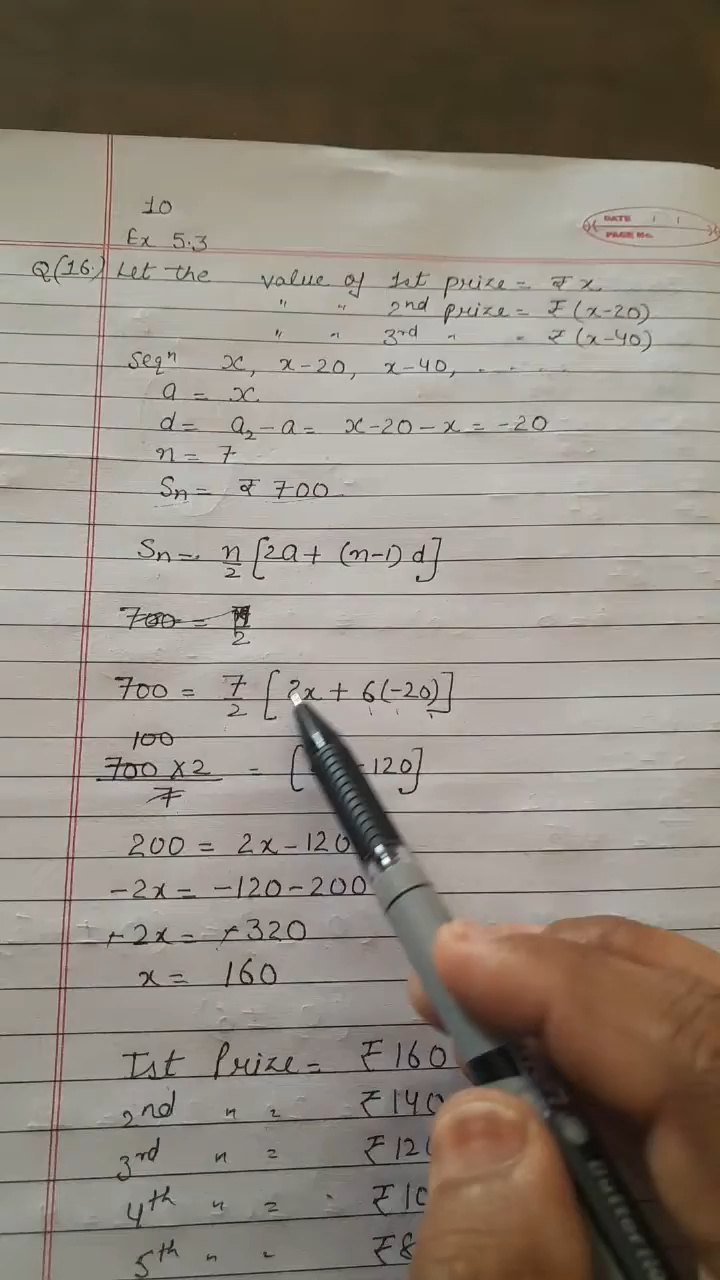 10
DATE
PAGE No.
Ex 5.3
Q(16.) Let the value of 1st prize = ₹ x.
" " 2nd prize = ₹ (x-20)
" " 3rd " = ₹ (x-40)
Seqⁿ x, x-20, x-40, . . . . .
a = x
d = a₂-a = x-20-x = -20
n = 7
Sn = ₹ 700
Sn = n/2 [2a + (n-1) d]
700 = /2
700 = 7/2 [2x + 6(-20)]
100
700 x2 / 7 = [ -120]
200 = 2x-120
-2x = -120-200
+2x = +320
x = 160
Ist Prize = ₹160
2nd " = ₹140
3rd " = ₹12
4th " = ₹10
5th " = ₹8